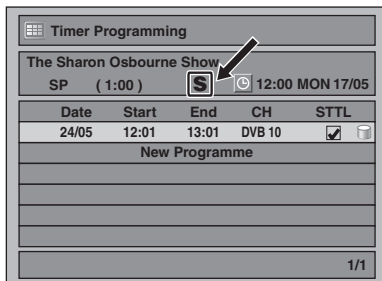 Timer Programming
The Sharon Osbourne Show
SP ( 1:00 ) S 12:00 MON 17/05
Date Start End CH STTL
24/05 12:01 13:01 DVB 10
New Programme
1/1